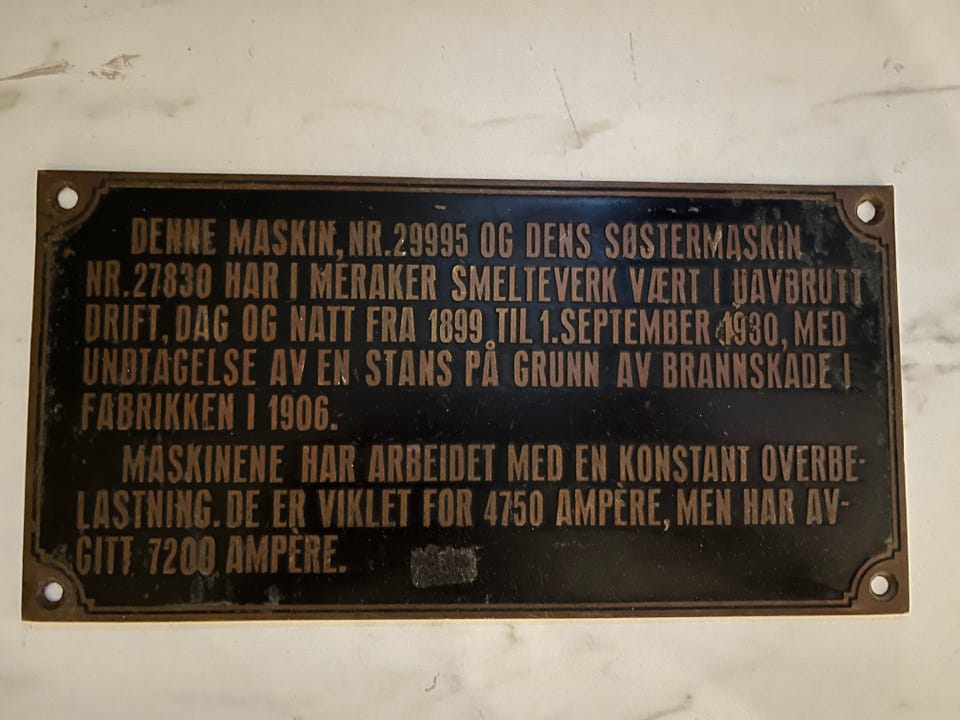 DENNE MASKIN, NR. 29995 OG DENS SØSTERMASKIN
NR. 27830 HAR I MERAKER SMELTEVERK VÆRT I UAVBRUTT
DRIFT, DAG OG NATT FRA 1899 TIL 1. SEPTEMBER 1930, MED
UNDTAGELSE AV EN STANS PÅ GRUNN AV BRANNSKADE I
FABRIKKEN I 1906.
MASKINENE HAR ARBEIDET MED EN KONSTANT OVERBE-
LASTNING. DE ER VIKLET FOR 4750 AMPÈRE, MEN HAR AV-
GITT 7200 AMPÈRE.